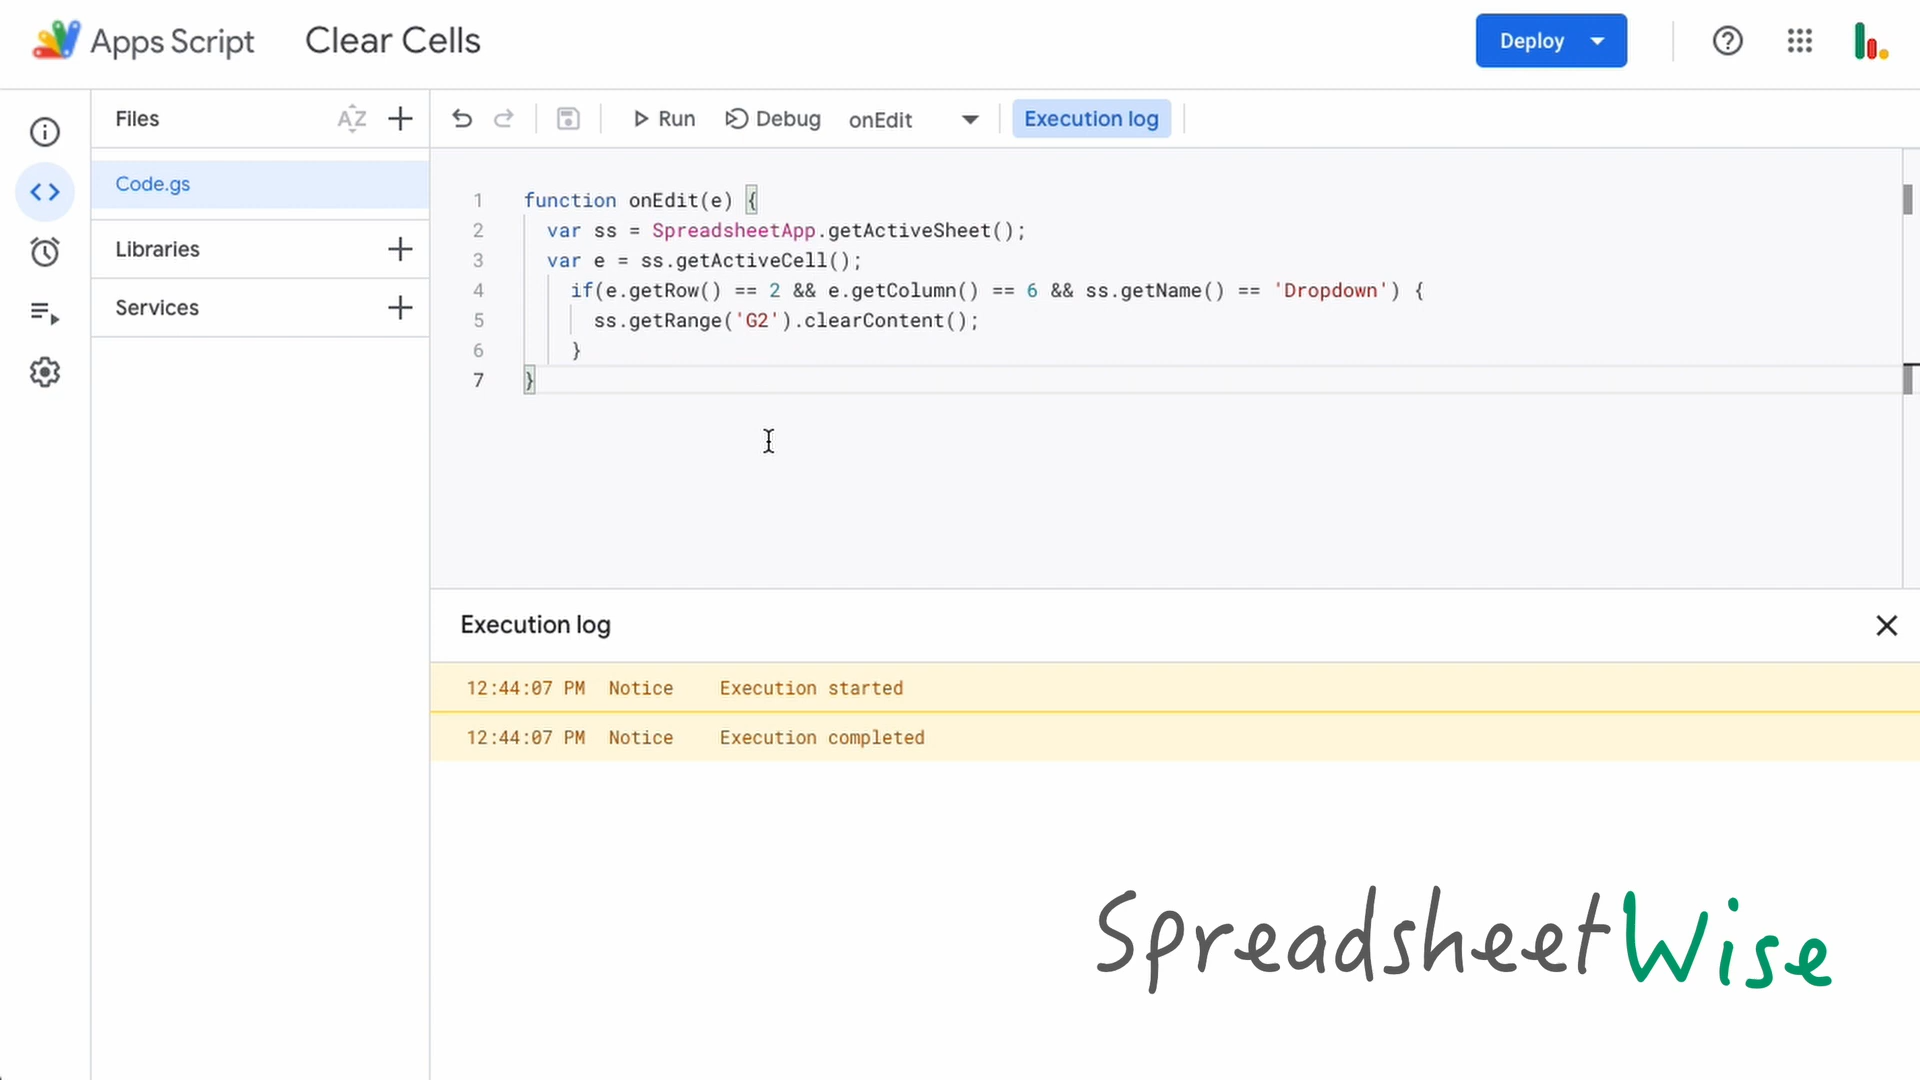 Apps Script Clear Cells Deploy
Files AZ
Run Debug onEdit Execution log
Code.gs
Libraries
Services
1 function onEdit(e) {
2 var ss = SpreadsheetApp.getActiveSheet();
3 var e = ss.getActiveCell();
4 if(e.getRow() == 2 && e.getColumn() == 6 && ss.getName() == 'Dropdown') {
5 ss.getRange('G2').clearContent();
6 }
7 }
Execution log
12:44:07 PM Notice Execution started
12:44:07 PM Notice Execution completed
SpreadsheetWise